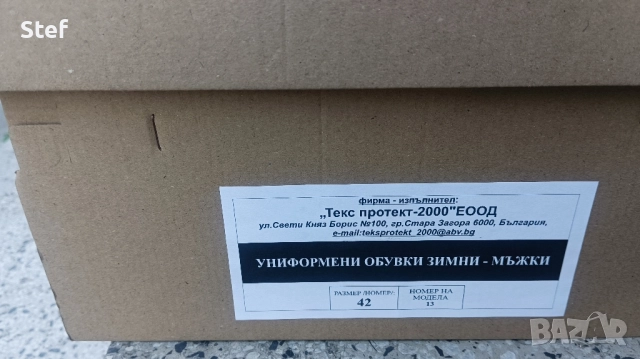 Stef
фирма - изпълнител:
„Текс протект-2000"ЕООД
ул.Свети Княз Борис №100, гр.Стара Загора 6000, България,
e-mail:teksprotekt_2000@abv.bg
УНИФОРМЕНИ ОБУВКИ ЗИМНИ - МЪЖКИ
РАЗМЕР /НОМЕР/:
42
НОМЕР НА
МОДЕЛА
13
BAZAR